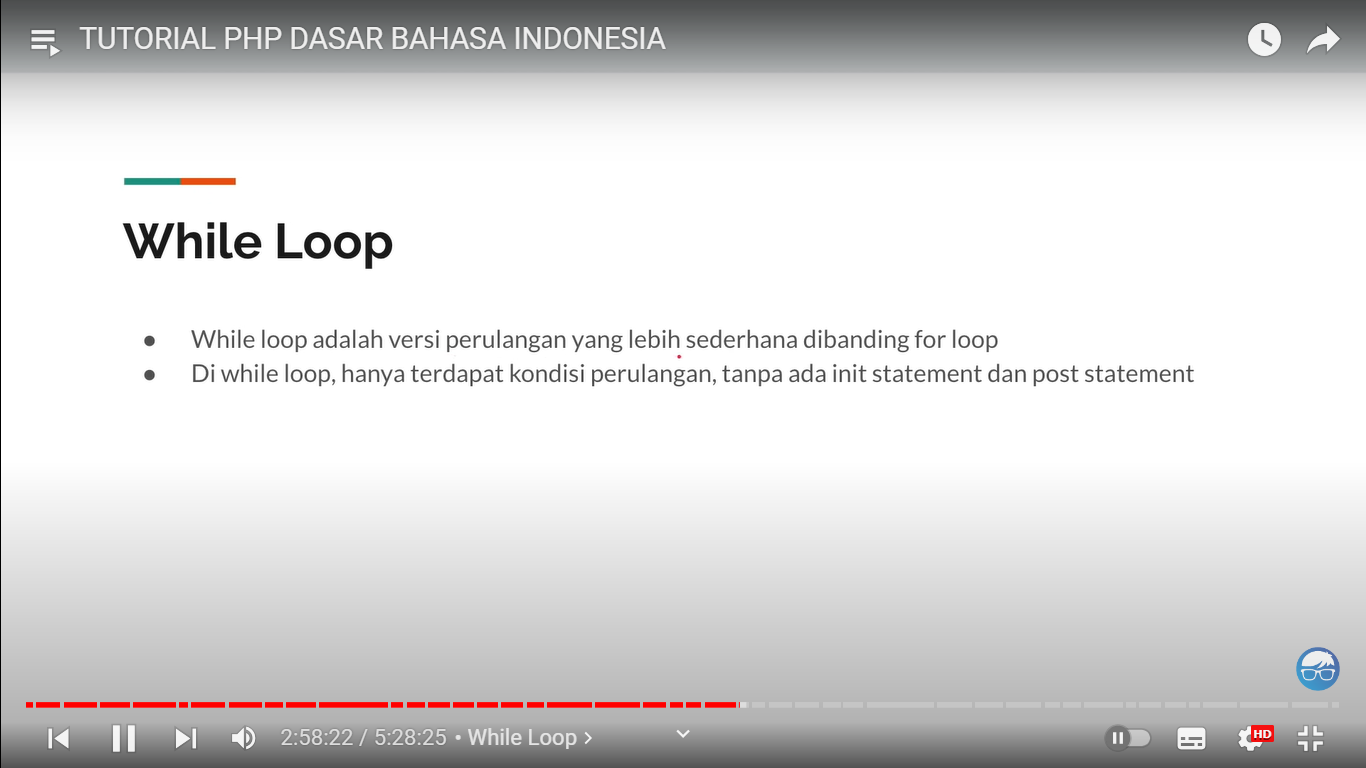 TUTORIAL PHP DASAR BAHASA INDONESIA
While Loop
● While loop adalah versi perulangan yang lebih sederhana dibanding for loop
● Di while loop, hanya terdapat kondisi perulangan, tanpa ada init statement dan post statement
2:58:22 / 5:28:25 • While Loop
HD